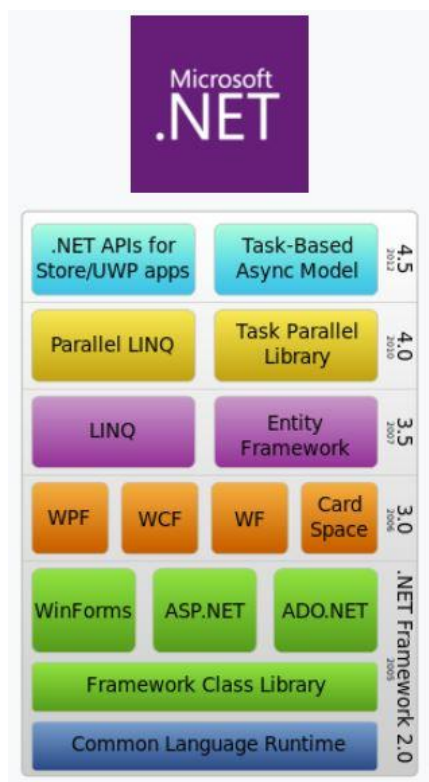 Microsoft
.NET
.NET APIs for
Store/UWP apps
Task-Based
Async Model
4.5
2012
Parallel LINQ
Task Parallel
Library
4.0
2010
LINQ
Entity
Framework
3.5
2007
WPF
WCF
WF
Card
Space
3.0
2006
WinForms
ASP.NET
ADO.NET
Framework Class Library
Common Language Runtime
.NET Framework 2.0
2005